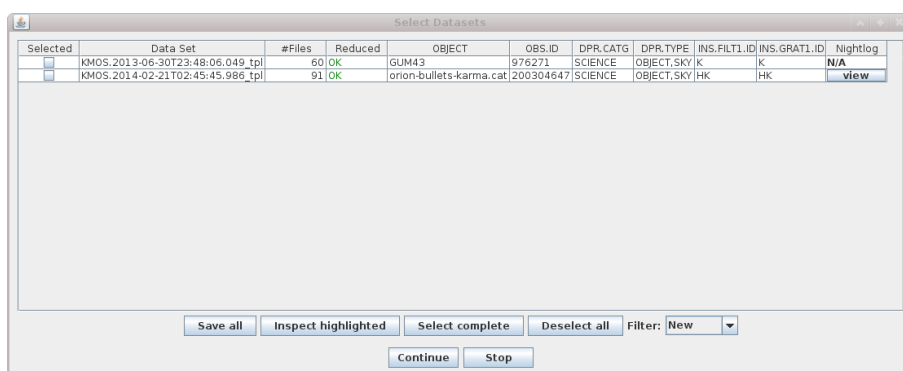 Select Datasets
Selected Data Set #Files Reduced OBJECT OBS.ID DPR.CATG DPR.TYPE INS.FILT1.ID INS.GRAT1.ID Nightlog
KMOS.2013-06-30T23:48:06.049_tpl 60 OK GUM43 976271 SCIENCE OBJECT,SKY K K N/A
KMOS.2014-02-21T02:45:45.986_tpl 91 OK orion-bullets-karma.cat 200304647 SCIENCE OBJECT,SKY HK HK view
Save all Inspect highlighted Select complete Deselect all Filter: New
Continue Stop